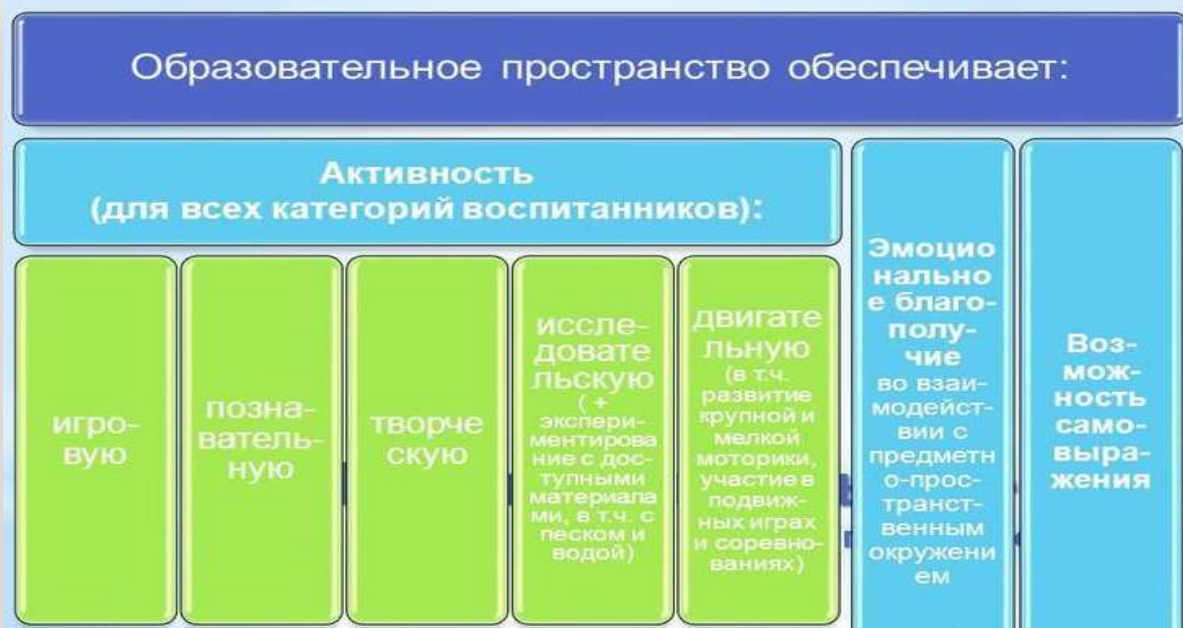 Образовательное пространство обеспечивает:
Активность
(для всех категорий воспитанников):
игро-
вую
позна-
ватель-
ную
творче
скую
иссле-
довате
льскую
( +
экспери-
ментирова
ние с дос-
тупными
материала
ми, в т.ч. с
песком и
водой)
двигате
льную
(в т.ч.
развитие
крупной и
мелкой
моторики,
участие в
подвиж-
ных играх
и соревно-
ваниях)
Эмоцио
нально
е благо-
полу-
чие
во взаи-
модейст-
вии с
предметн
о-прос-
транст-
венным
окружени
ем
Воз-
мож-
ность
само-
выра-
жения